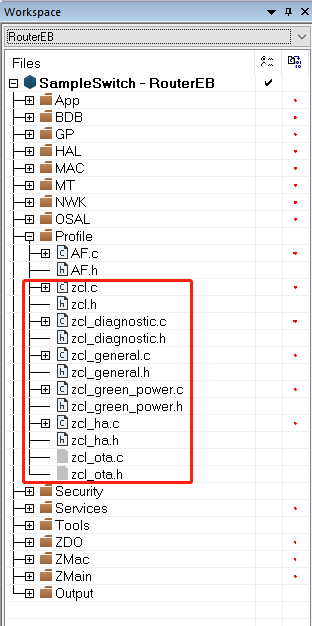 Workspace
RouterEB
Files
SampleSwitch - RouterEB
App
BDB
GP
HAL
MAC
MT
NWK
OSAL
Profile
AF.c
AF.h
zcl.c
zcl.h
zcl_diagnostic.c
zcl_diagnostic.h
zcl_general.c
zcl_general.h
zcl_green_power.c
zcl_green_power.h
zcl_ha.c
zcl_ha.h
zcl_ota.c
zcl_ota.h
Security
Services
Tools
ZDO
ZMac
ZMain
Output